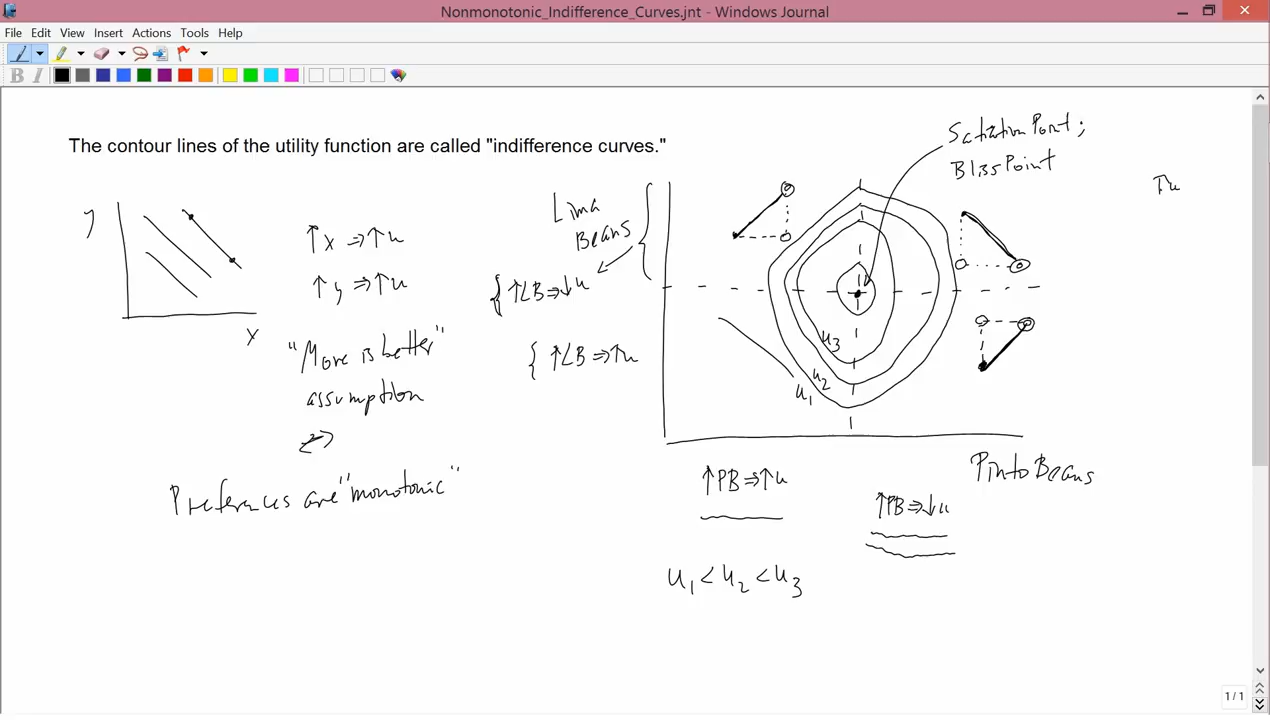 Nonmonotonic_Indifference_Curves.jnt - Windows Journal
File Edit View Insert Actions Tools Help
B I
The contour lines of the utility function are called "indifference curves."
y
x
↑x ⇒ ↑u
↑y ⇒ ↑u
"More is better"
assumption
⟷
Preferences are "monotonic"
Lima
Beans
{ ↑LB ⇒ ↓u
{ ↑LB ⇒ ↑u
Satiation Point;
Bliss Point
↑u
u3
u2
u1
Pinto Beans
↑PB ⇒ ↑u
↑PB ⇒ ↓u
u1 < u2 < u3
1 / 1